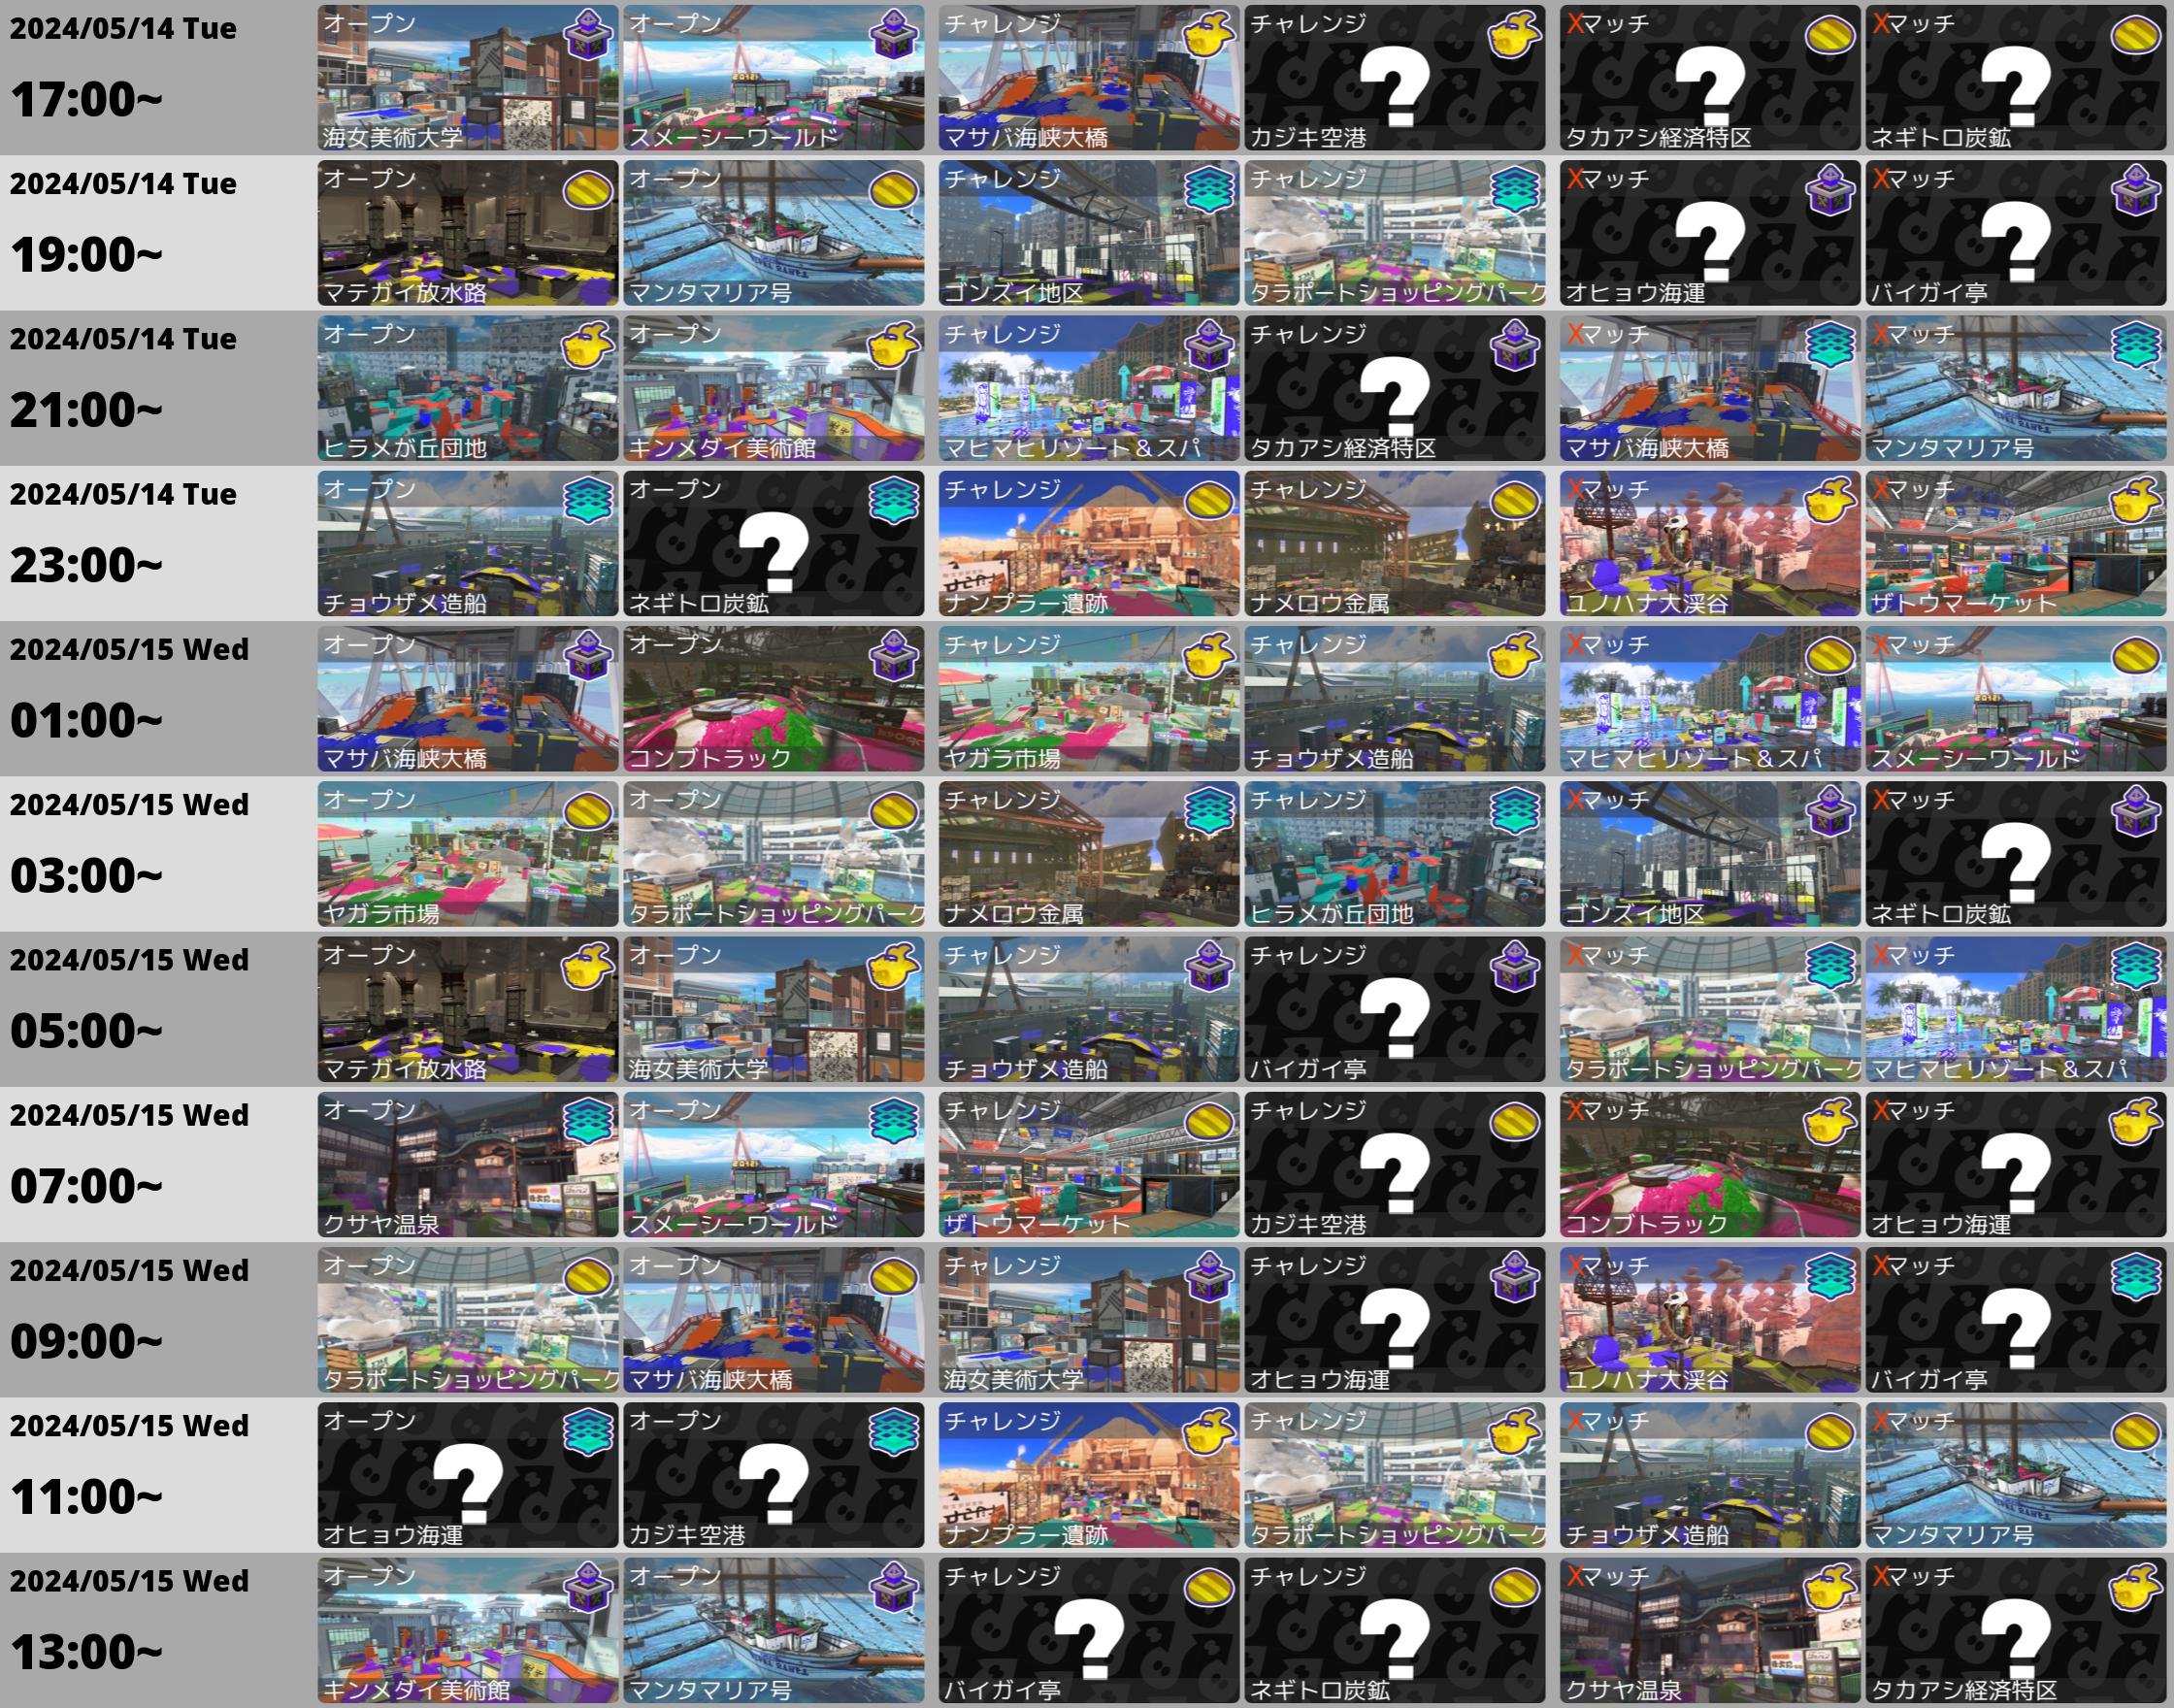 2024/05/14 Tue
17:00~
オープン
海女美術大学
オープン
スメーシーワールド
チャレンジ
マサバ海峡大橋
チャレンジ
カジキ空港
Xマッチ
タカアシ経済特区
Xマッチ
ネギトロ炭鉱
2024/05/14 Tue
19:00~
オープン
マテガイ放水路
オープン
マンタマリア号
チャレンジ
ゴンズイ地区
チャレンジ
タラポートショッピングパーク
Xマッチ
オヒョウ海運
Xマッチ
バイガイ亭
2024/05/14 Tue
21:00~
オープン
ヒラメが丘団地
オープン
キンメダイ美術館
チャレンジ
マヒマヒリゾート&スパ
チャレンジ
タカアシ経済特区
Xマッチ
マサバ海峡大橋
Xマッチ
マンタマリア号
2024/05/14 Tue
23:00~
オープン
チョウザメ造船
オープン
ネギトロ炭鉱
チャレンジ
ナンプラー遺跡
チャレンジ
ナメロウ金属
Xマッチ
ユノハナ大渓谷
Xマッチ
ザトウマーケット
2024/05/15 Wed
01:00~
オープン
マサバ海峡大橋
オープン
コンブトラック
チャレンジ
ヤガラ市場
チャレンジ
チョウザメ造船
Xマッチ
マヒマヒリゾート&スパ
Xマッチ
スメーシーワールド
2024/05/15 Wed
03:00~
オープン
ヤガラ市場
オープン
タラポートショッピングパーク
チャレンジ
ナメロウ金属
チャレンジ
ヒラメが丘団地
Xマッチ
ゴンズイ地区
Xマッチ
ネギトロ炭鉱
2024/05/15 Wed
05:00~
オープン
マテガイ放水路
オープン
海女美術大学
チャレンジ
チョウザメ造船
チャレンジ
バイガイ亭
Xマッチ
タラポートショッピングパーク
Xマッチ
マヒマヒリゾート&スパ
2024/05/15 Wed
07:00~
オープン
クサヤ温泉
オープン
スメーシーワールド
チャレンジ
ザトウマーケット
チャレンジ
カジキ空港
Xマッチ
コンブトラック
Xマッチ
オヒョウ海運
2024/05/15 Wed
09:00~
オープン
タラポートショッピングパーク
オープン
マサバ海峡大橋
チャレンジ
海女美術大学
チャレンジ
オヒョウ海運
Xマッチ
ユノハナ大渓谷
Xマッチ
バイガイ亭
2024/05/15 Wed
11:00~
オープン
オヒョウ海運
オープン
カジキ空港
チャレンジ
ナンプラー遺跡
チャレンジ
タラポートショッピングパーク
Xマッチ
チョウザメ造船
Xマッチ
マンタマリア号
2024/05/15 Wed
13:00~
オープン
キンメダイ美術館
オープン
マンタマリア号
チャレンジ
バイガイ亭
チャレンジ
ネギトロ炭鉱
Xマッチ
クサヤ温泉
Xマッチ
タカアシ経済特区